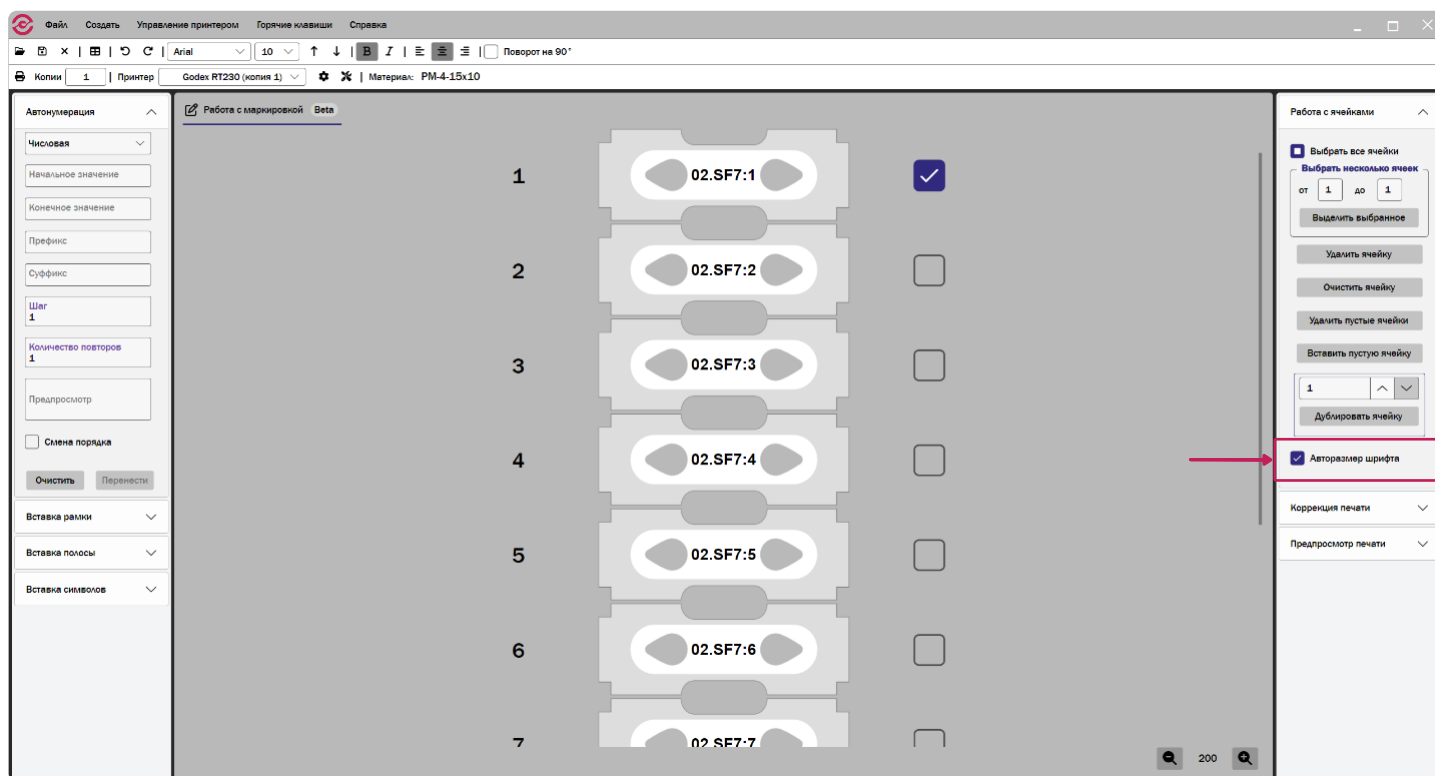 Файл Создать Управление принтером Горячие клавиши Справка
Arial 10 B I Поворот на 90°
Копии 1 Принтер Godex RT230 (копия 1) Материал: PM-4-15x10
Автонумерация
Числовая
Начальное значение
Конечное значение
Префикс
Суффикс
Шаг
1
Количество повторов
1
Предпросмотр
Смена порядка
Очистить Перенести
Вставка рамки
Вставка полосы
Вставка символов
Работа с маркировкой Beta
1 02.SF7:1
2 02.SF7:2
3 02.SF7:3
4 02.SF7:4
5 02.SF7:5
6 02.SF7:6
7 02.SF7:7
200
Работа с ячейками
Выбрать все ячейки
Выбрать несколько ячеек
от 1 до 1
Выделить выбранное
Удалить ячейку
Очистить ячейку
Удалить пустые ячейки
Вставить пустую ячейку
1
Дублировать ячейку
Авторазмер шрифта
Коррекция печати
Предпросмотр печати